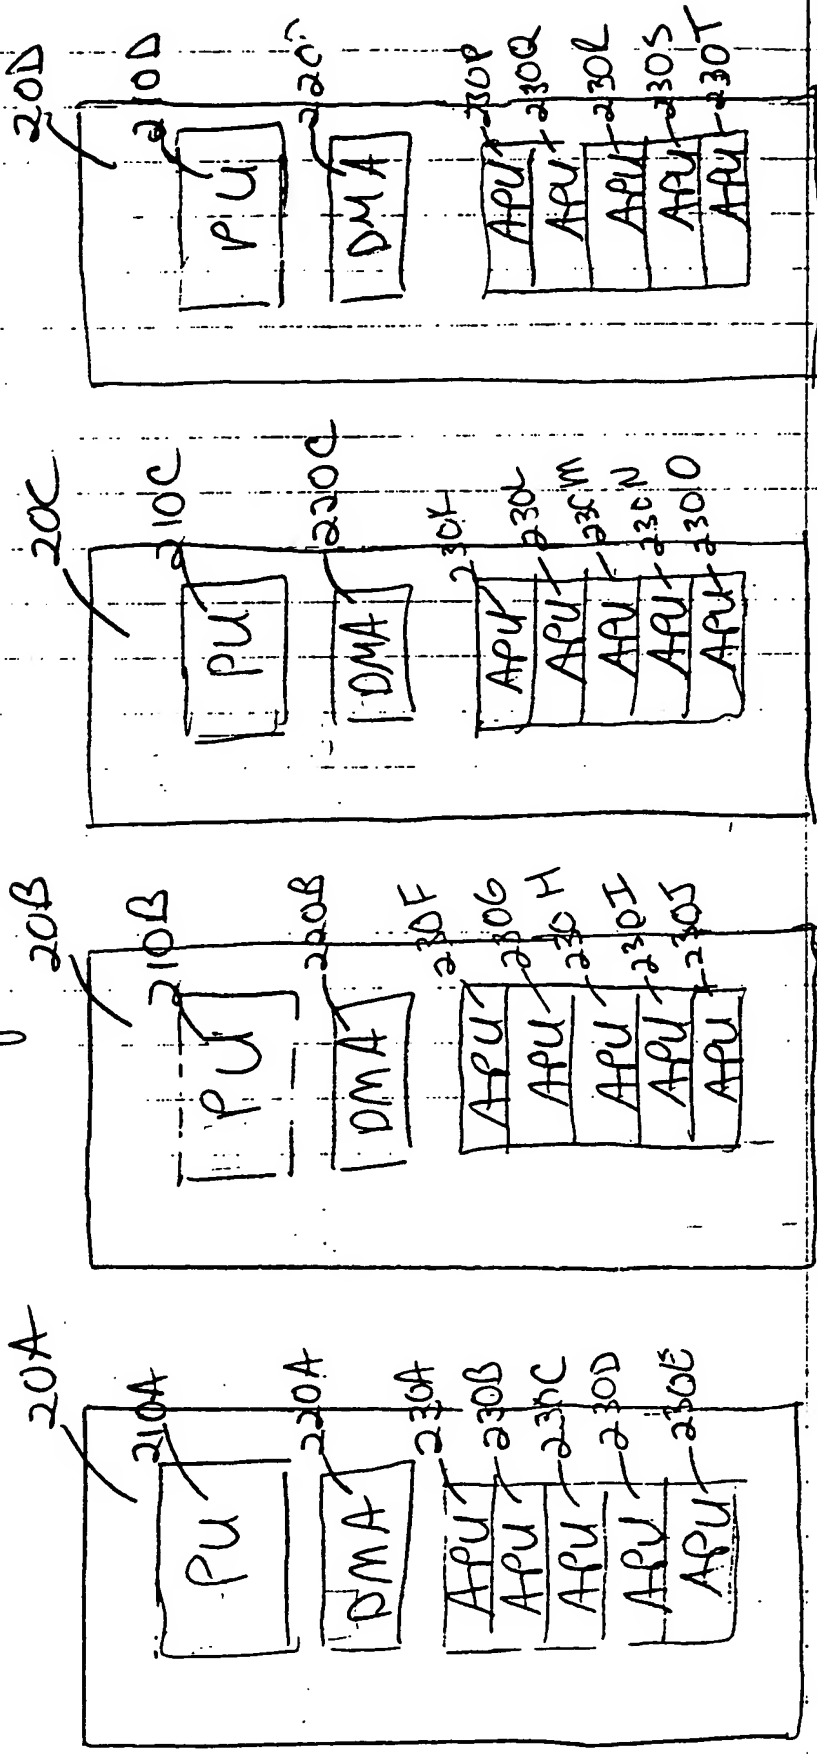 20A
210A
PU
220A
DMA
230A
APU
230B
APU
230C
APU
230D
APU
230E
APU
20B
210B
PU
220B
DMA
230F
APU
230G
APU
230H
APU
230I
APU
230J
APU
20C
210C
PU
220C
DMA
230K
APU
230L
APU
230M
APU
230N
APU
230O
APU
20D
210D
PU
DMA
230P
APU
230Q
APU
230R
APU
230S
APU
230T
APU